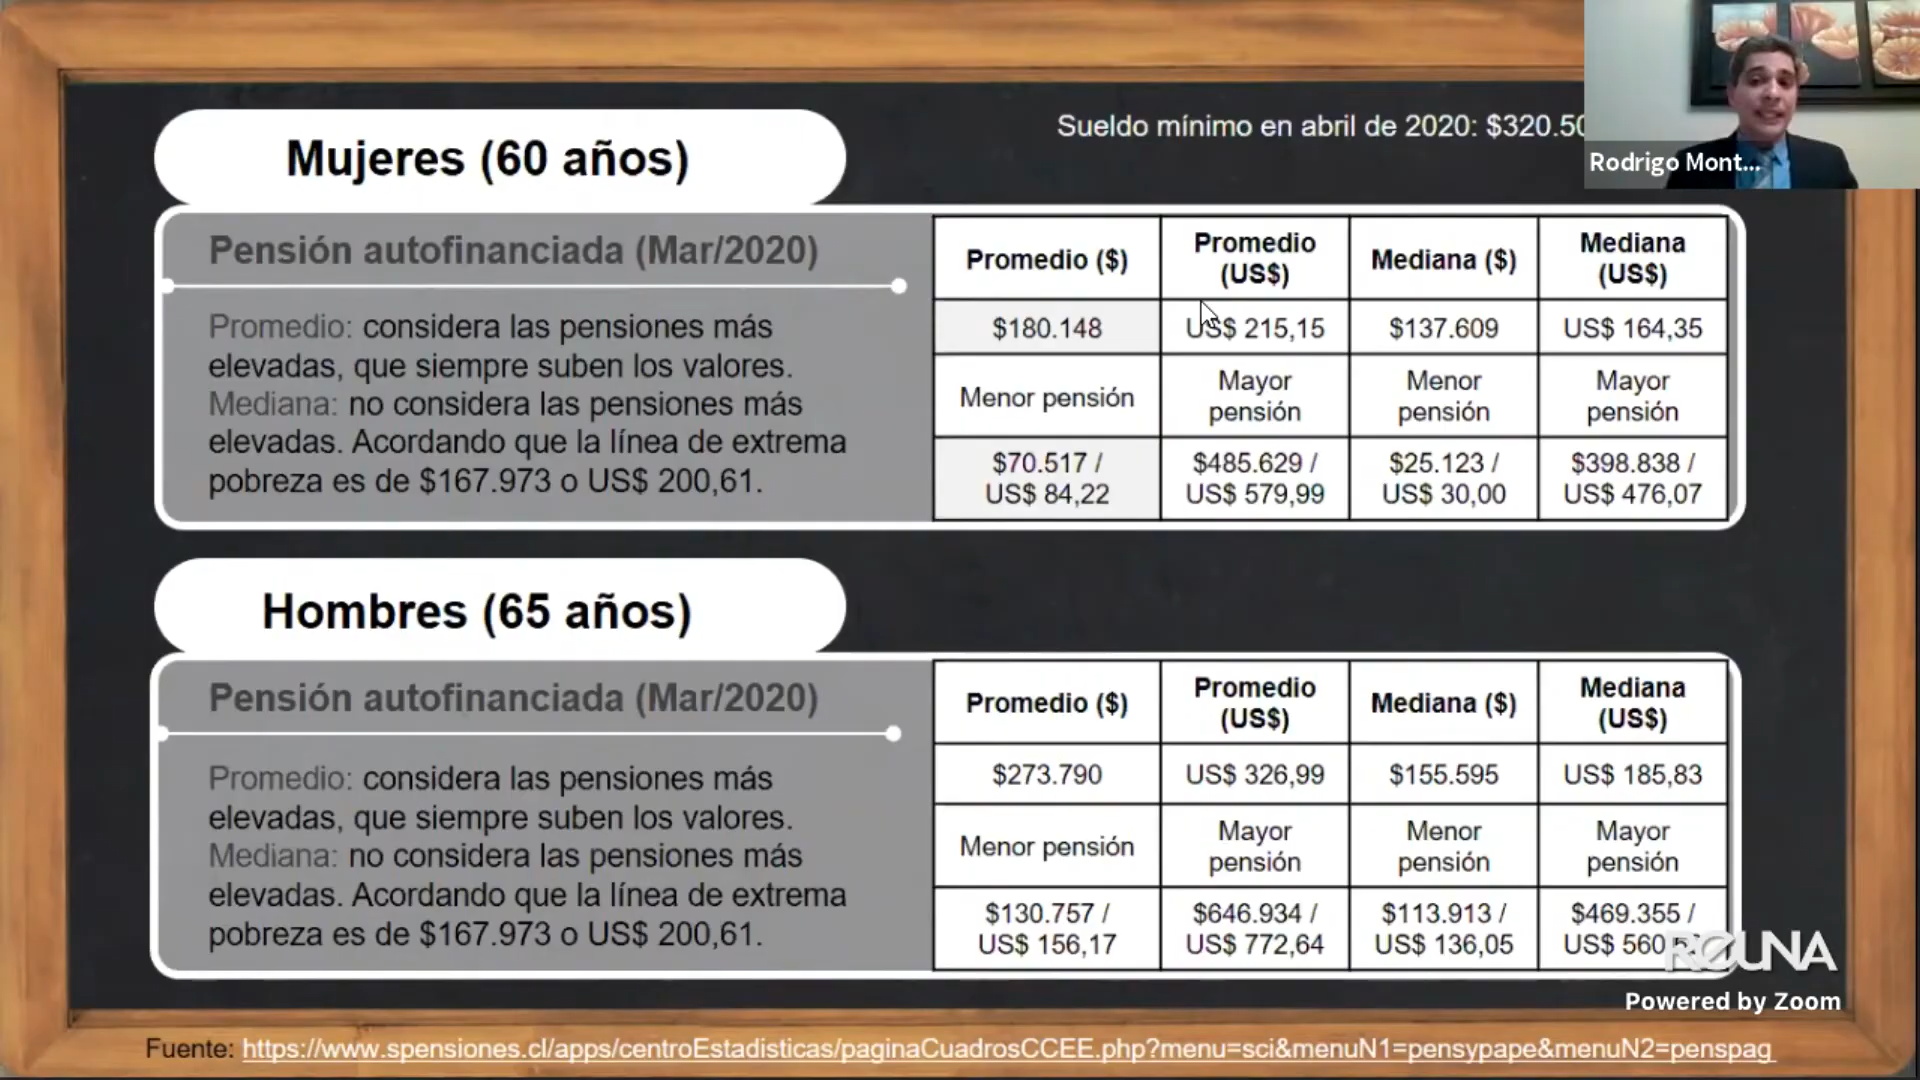 Sueldo mínimo en abril de 2020: $320.50
Rodrigo Mont...
Mujeres (60 años)
Pensión autofinanciada (Mar/2020)
Promedio: considera las pensiones más
elevadas, que siempre suben los valores.
Mediana: no considera las pensiones más
elevadas. Acordando que la línea de extrema
pobreza es de $167.973 o US$ 200,61.
Promedio ($) Promedio (US$) Mediana ($) Mediana (US$)
$180.148 US$ 215,15 $137.609 US$ 164,35
Menor pensión Mayor pensión Menor pensión Mayor pensión
$70.517 / $485.629 / $25.123 / $398.838 /
US$ 84,22 US$ 579,99 US$ 30,00 US$ 476,07
Hombres (65 años)
Pensión autofinanciada (Mar/2020)
Promedio: considera las pensiones más
elevadas, que siempre suben los valores.
Mediana: no considera las pensiones más
elevadas. Acordando que la línea de extrema
pobreza es de $167.973 o US$ 200,61.
Promedio ($) Promedio (US$) Mediana ($) Mediana (US$)
$273.790 US$ 326,99 $155.595 US$ 185,83
Menor pensión Mayor pensión Menor pensión Mayor pensión
$130.757 / $646.934 / $113.913 / $469.355 /
US$ 156,17 US$ 772,64 US$ 136,05 US$ 560
REUNA
Powered by Zoom
Fuente: https://www.spensiones.cl/apps/centroEstadisticas/paginaCuadrosCCEE.php?menu=sci&menuN1=pensypape&menuN2=penspag